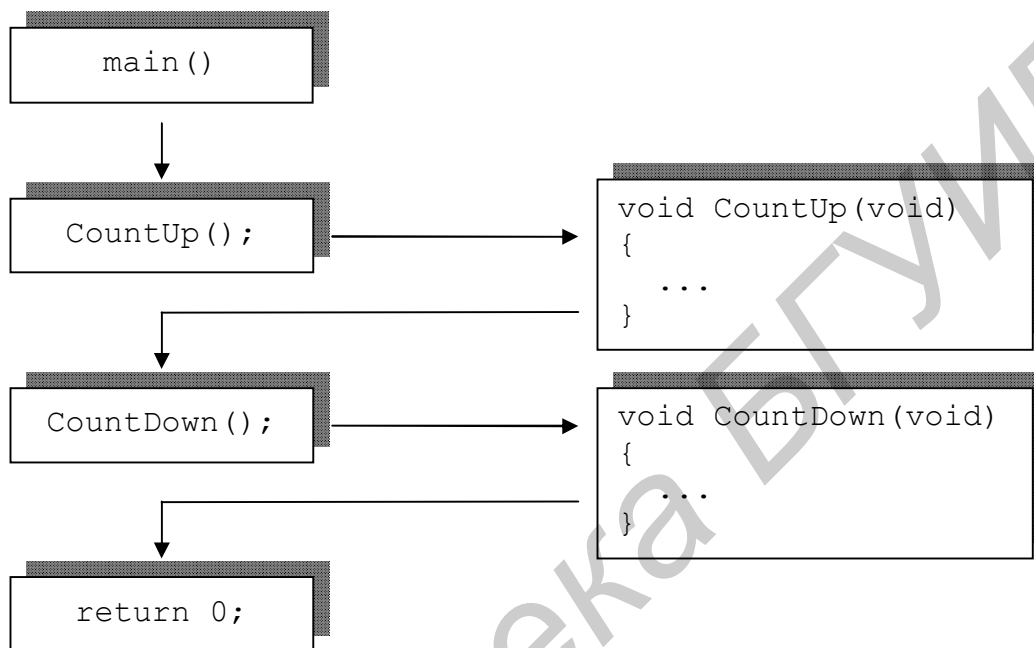 main()
CountUp();
void CountUp(void)
{
...
}
CountDown();
void CountDown(void)
{
...
}
return 0;